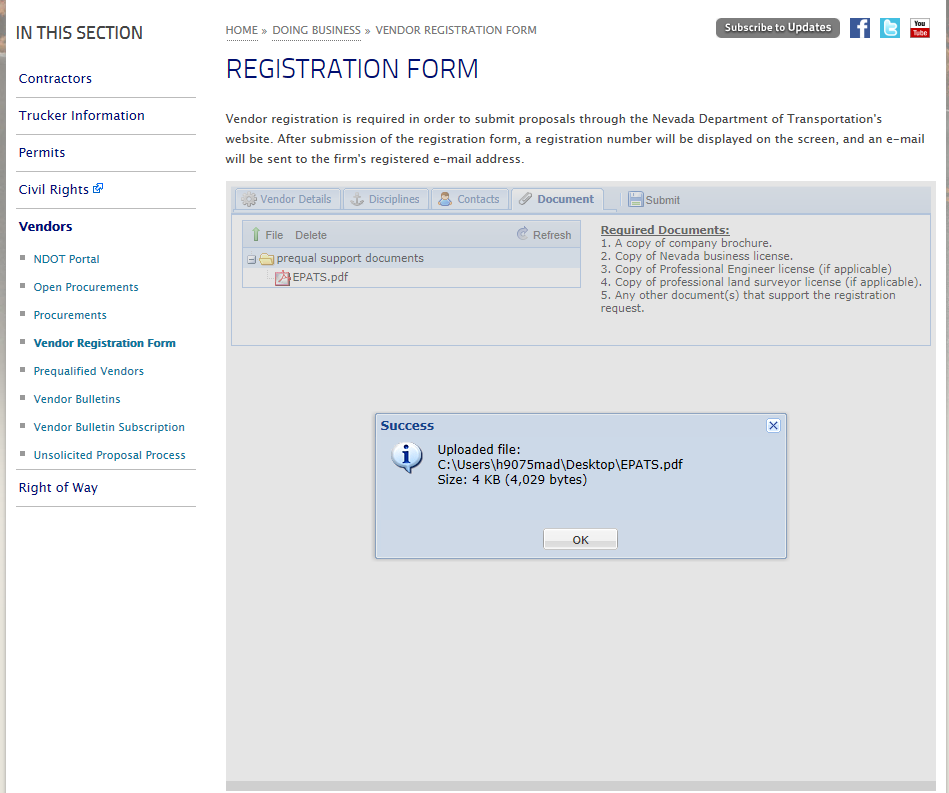 IN THIS SECTION
Contractors
Trucker Information
Permits
Civil Rights
Vendors
NDOT Portal
Open Procurements
Procurements
Vendor Registration Form
Prequalified Vendors
Vendor Bulletins
Vendor Bulletin Subscription
Unsolicited Proposal Process
Right of Way
HOME » DOING BUSINESS » VENDOR REGISTRATION FORM
Subscribe to Updates
You
Tube
REGISTRATION FORM
Vendor registration is required in order to submit proposals through the Nevada Department of Transportation's
website. After submission of the registration form, a registration number will be displayed on the screen, and an e-mail
will be sent to the firm's registered e-mail address.
Vendor Details Disciplines Contacts Document Submit
File Delete Refresh
prequal support documents
EPATS.pdf
Required Documents:
1. A copy of company brochure.
2. Copy of Nevada business license.
3. Copy of Professional Engineer license (if applicable)
4. Copy of professional land surveyor license (if applicable).
5. Any other document(s) that support the registration
request.
Success
Uploaded file:
C:\Users\h9075mad\Desktop\EPATS.pdf
Size: 4 KB (4,029 bytes)
OK